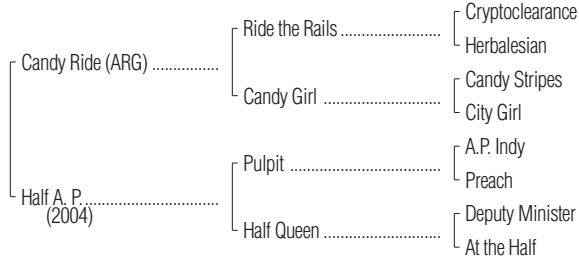 Cryptoclearance
Ride the Rails
Herbalesian
Candy Ride (ARG)
Candy Stripes
Candy Girl
City Girl
A.P. Indy
Pulpit
Preach
Half A. P.
(2004)
Deputy Minister
Half Queen
At the Half